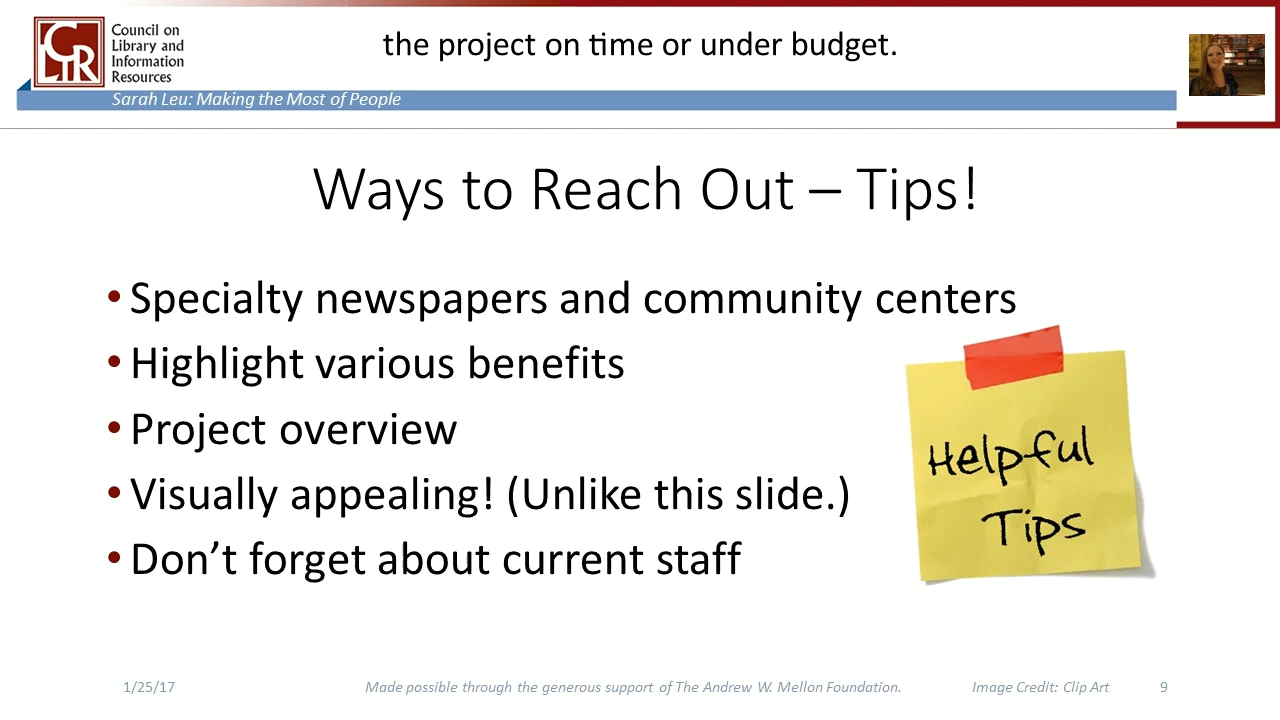 CLIR
Council on
Library and
Information
Resources
the project on time or under budget.
Sarah Leu: Making the Most of People
Ways to Reach Out – Tips!
• Specialty newspapers and community centers
• Highlight various benefits
• Project overview
• Visually appealing! (Unlike this slide.)
• Don’t forget about current staff
Helpful
Tips
1/25/17 Made possible through the generous support of The Andrew W. Mellon Foundation. Image Credit: Clip Art 9